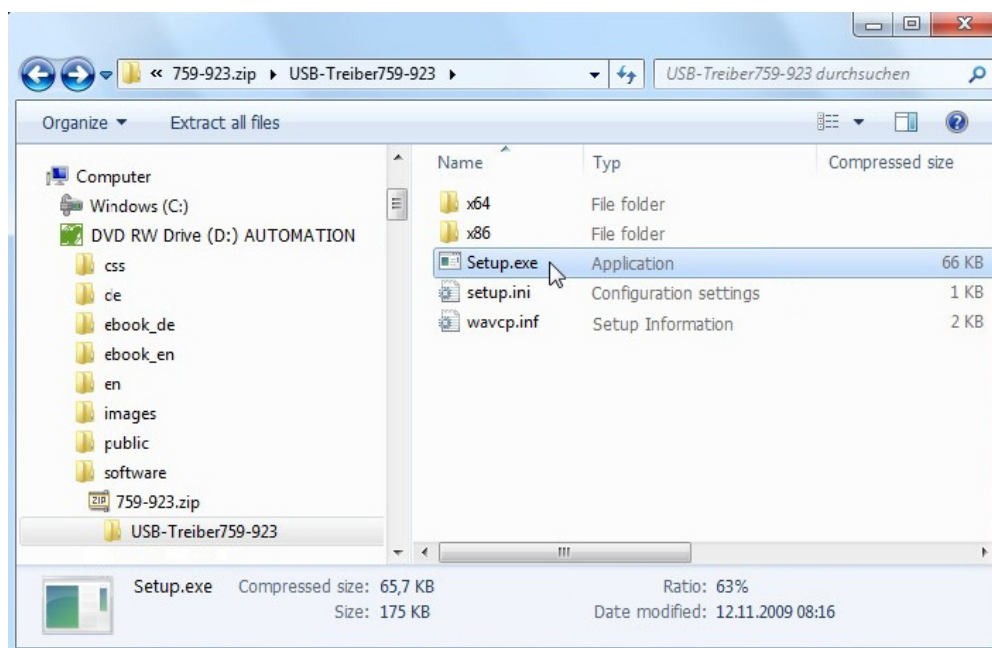 « 759-923.zip ▸ USB-Treiber759-923 ▸
USB-Treiber759-923 durchsuchen
Organize Extract all files
Computer
Windows (C:)
DVD RW Drive (D:) AUTOMATION
css
de
ebook_de
ebook_en
en
images
public
software
759-923.zip
USB-Treiber759-923
Name Typ Compressed size
x64 File folder
x86 File folder
Setup.exe Application 66 KB
setup.ini Configuration settings 1 KB
wavcp.inf Setup Information 2 KB
Setup.exe Compressed size: 65,7 KB Ratio: 63%
Size: 175 KB Date modified: 12.11.2009 08:16